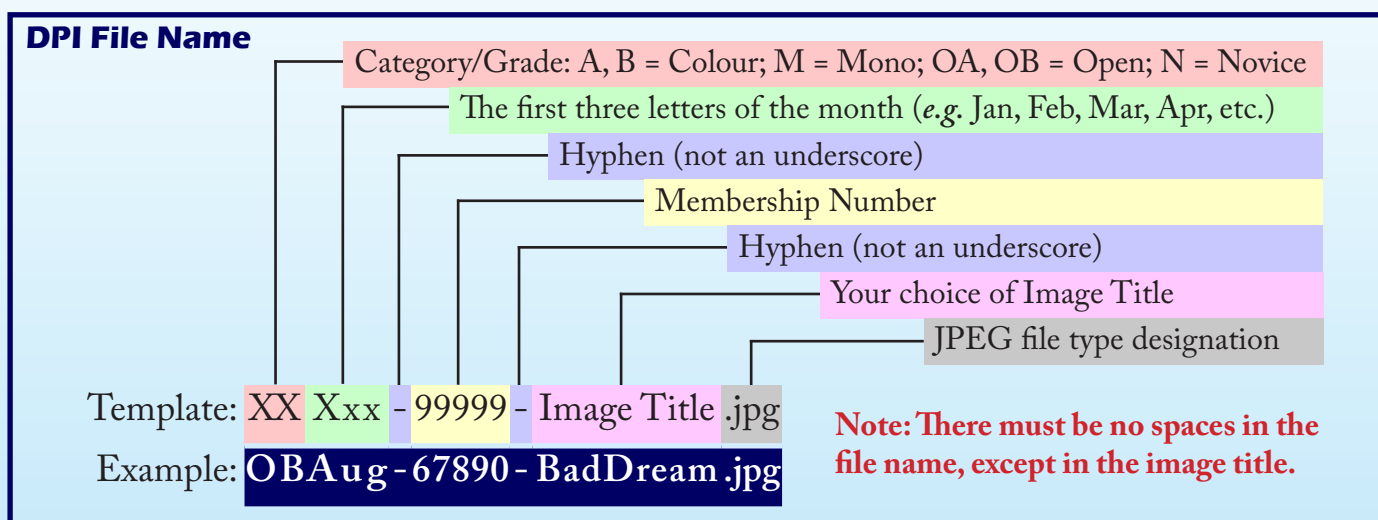 DPI File Name
Category/Grade: A, B = Colour; M = Mono; OA, OB = Open; N = Novice
The first three letters of the month (e.g. Jan, Feb, Mar, Apr, etc.)
Hyphen (not an underscore)
Membership Number
Hyphen (not an underscore)
Your choice of Image Title
JPEG file type designation
Template: XX Xxx - 99999 - Image Title .jpg
Example: OBAug-67890-BadDream.jpg
Note: There must be no spaces in the
file name, except in the image title.